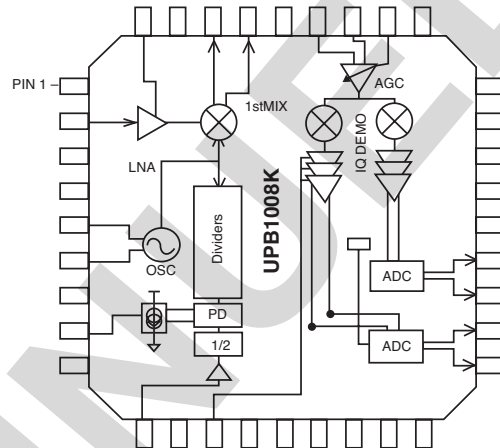 PIN 1
AGC
1stMIX
IQ DEMO
LNA
UPB1008K
Dividers
OSC
ADC
PD
1/2
ADC